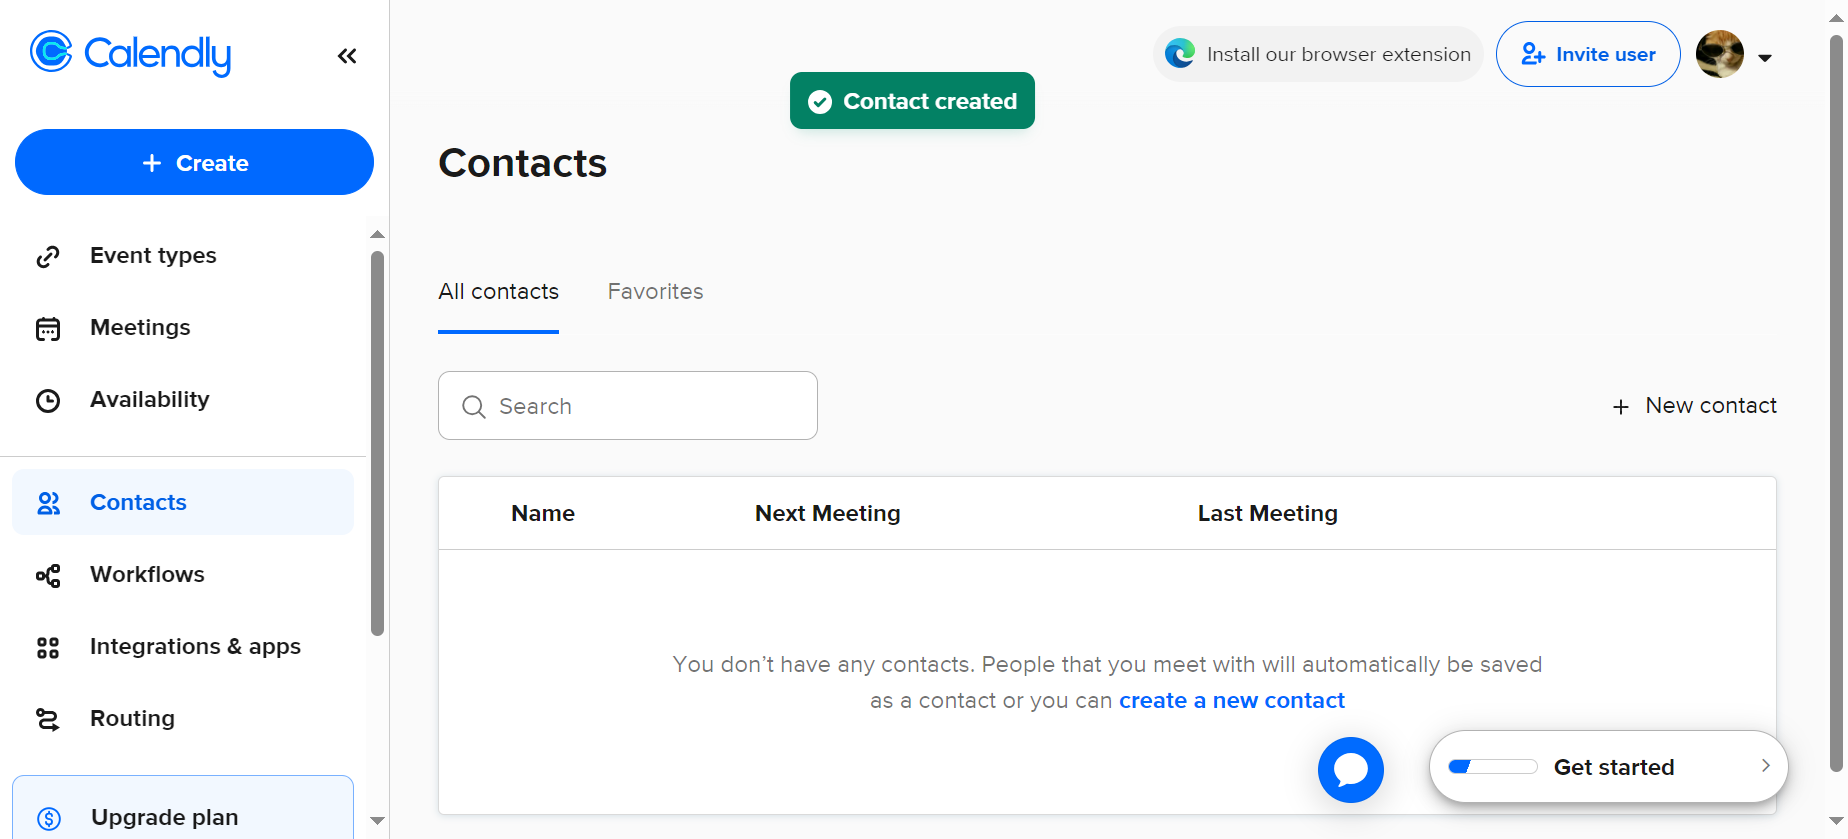 Calendly
Create
Event types
Meetings
Availability
Contacts
Workflows
Integrations & apps
Routing
Upgrade plan
Install our browser extension
Invite user
Contact created
Contacts
All contacts
Favorites
Search
New contact
Name
Next Meeting
Last Meeting
You don’t have any contacts. People that you meet with will automatically be saved
as a contact or you can create a new contact
Get started